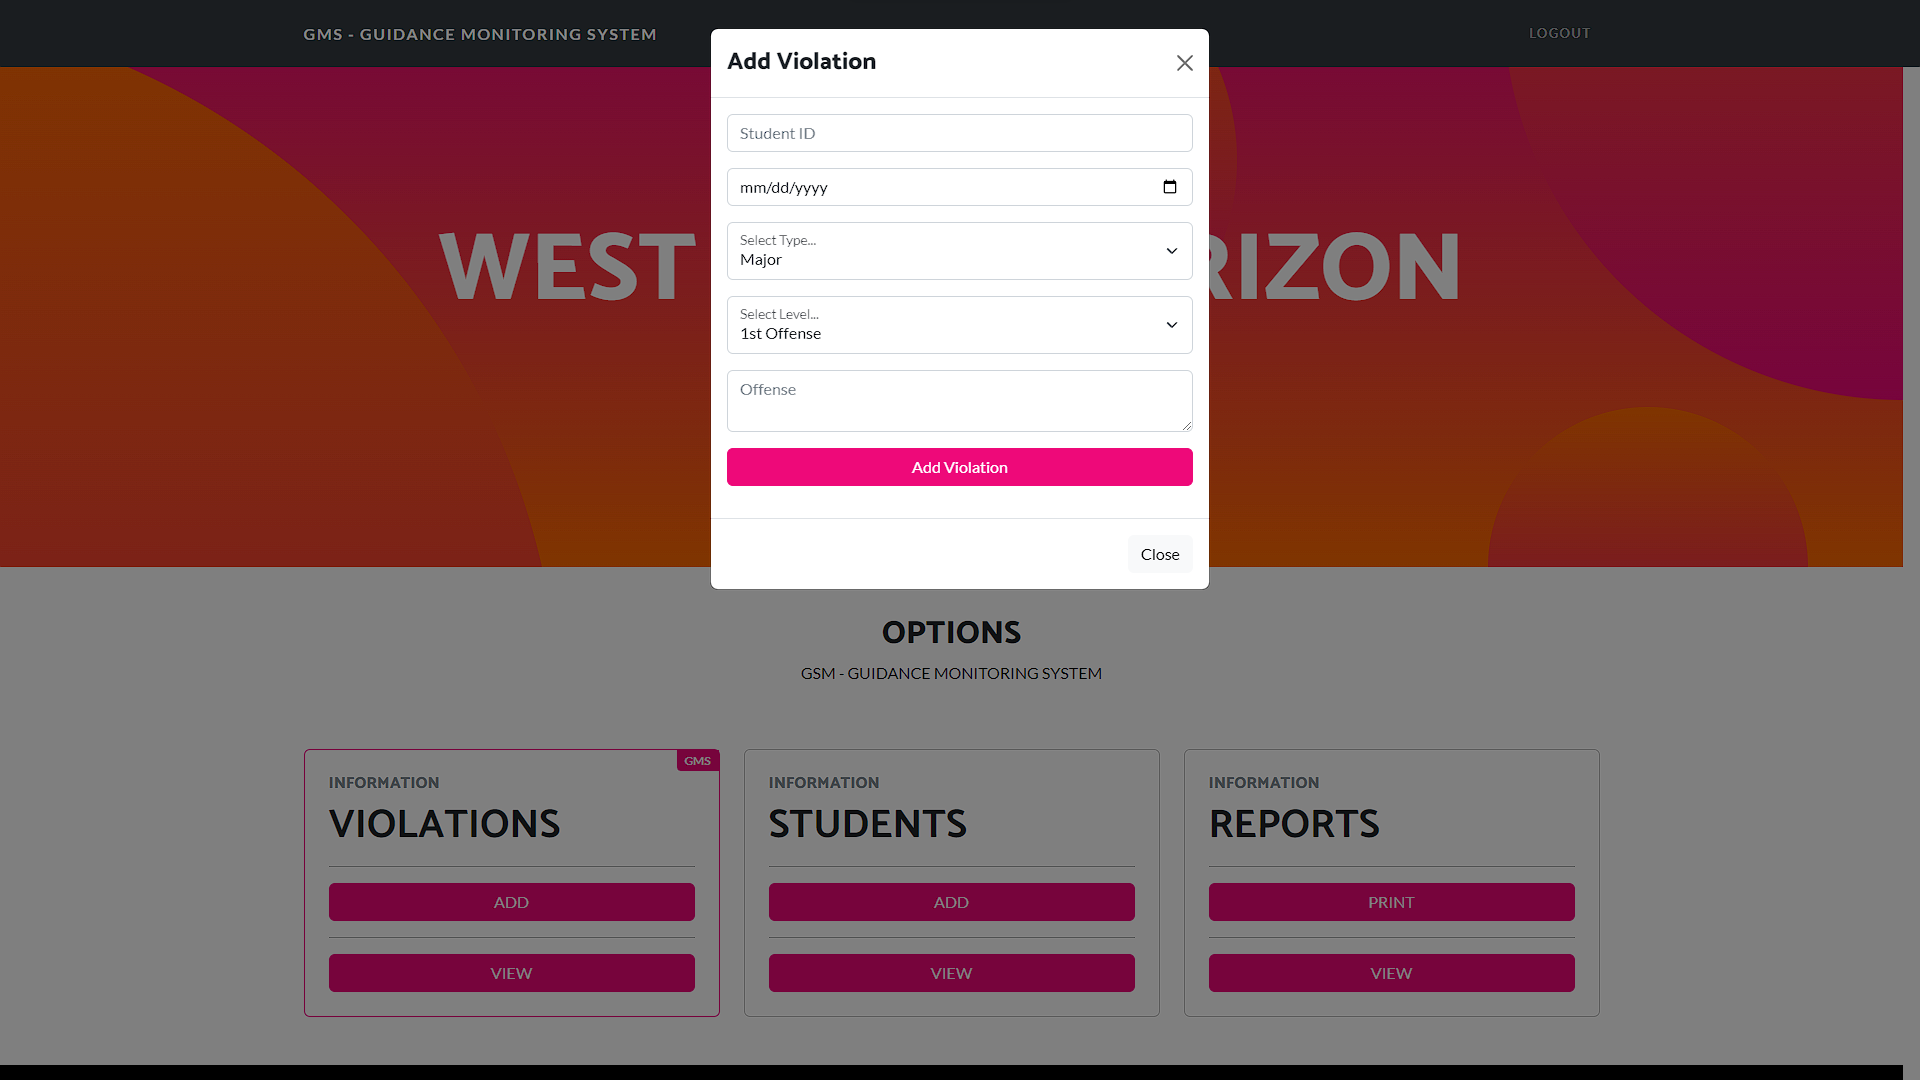 GMS - GUIDANCE MONITORING SYSTEM
LOGOUT
Add Violation
Student ID
mm/dd/yyyy
Select Type...
Major
Select Level...
1st Offense
Offense
Add Violation
Close
WEST RIZON
OPTIONS
GSM - GUIDANCE MONITORING SYSTEM
GMS
INFORMATION
VIOLATIONS
ADD
VIEW
INFORMATION
STUDENTS
ADD
VIEW
INFORMATION
REPORTS
PRINT
VIEW